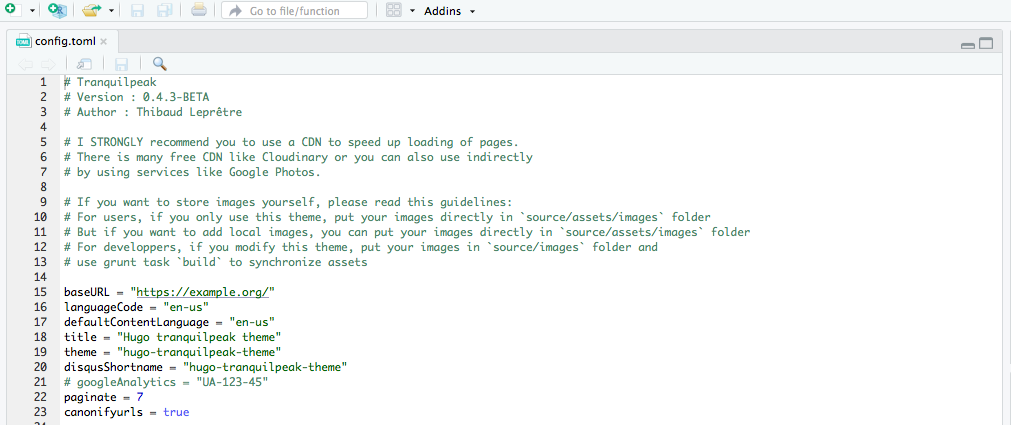 Go to file/function
Addins
config.toml
1 # Tranquilpeak
2 # Version : 0.4.3-BETA
3 # Author : Thibaud Leprêtre
4
5 # I STRONGLY recommend you to use a CDN to speed up loading of pages.
6 # There is many free CDN like Cloudinary or you can also use indirectly
7 # by using services like Google Photos.
8
9 # If you want to store images yourself, please read this guidelines:
10 # For users, if you only use this theme, put your images directly in `source/assets/images` folder
11 # But if you want to add local images, you can put your images directly in `source/assets/images` folder
12 # For developpers, if you modify this theme, put your images in `source/images` folder and
13 # use grunt task `build` to synchronize assets
14
15 baseURL = "https://example.org/"
16 languageCode = "en-us"
17 defaultContentLanguage = "en-us"
18 title = "Hugo tranquilpeak theme"
19 theme = "hugo-tranquilpeak-theme"
20 disqusShortname = "hugo-tranquilpeak-theme"
21 # googleAnalytics = "UA-123-45"
22 paginate = 7
23 canonifyurls = true